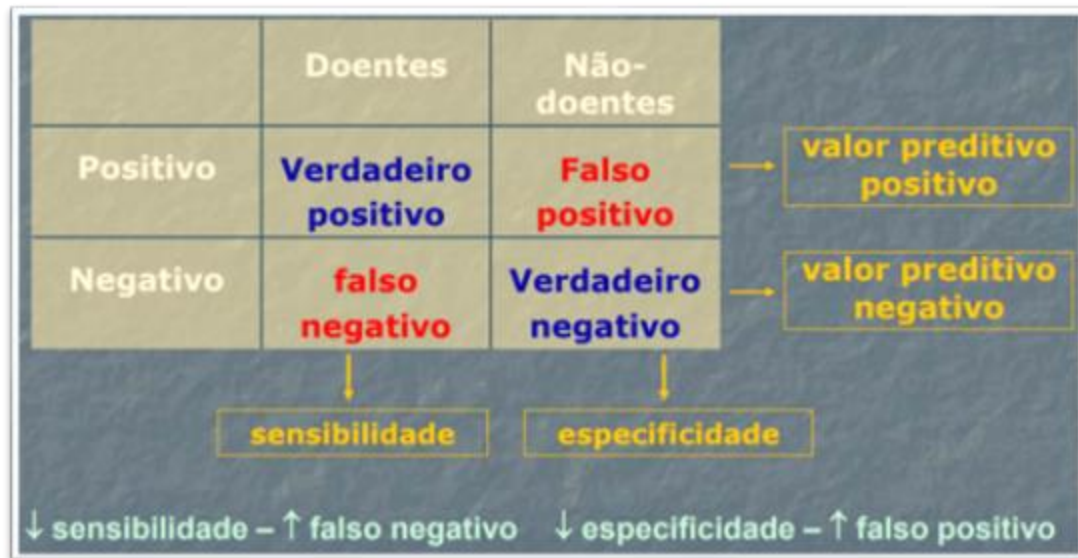 Doentes
Não-
doentes
Positivo
Verdadeiro
positivo
Falso
positivo
valor preditivo
positivo
Negativo
falso
negativo
Verdadeiro
negativo
valor preditivo
negativo
sensibilidade
especificidade
↓ sensibilidade – ↑ falso negativo
↓ especificidade – ↑ falso positivo